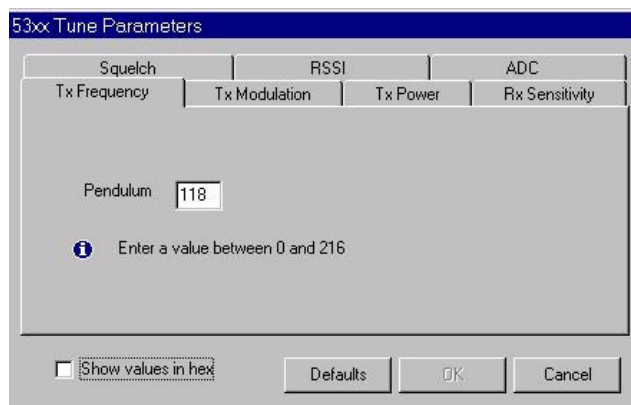 53xx Tune Parameters
Squelch RSSI ADC
Tx Frequency Tx Modulation Tx Power Rx Sensitivity
Pendulum 118
Enter a value between 0 and 216
Show values in hex Defaults OK Cancel